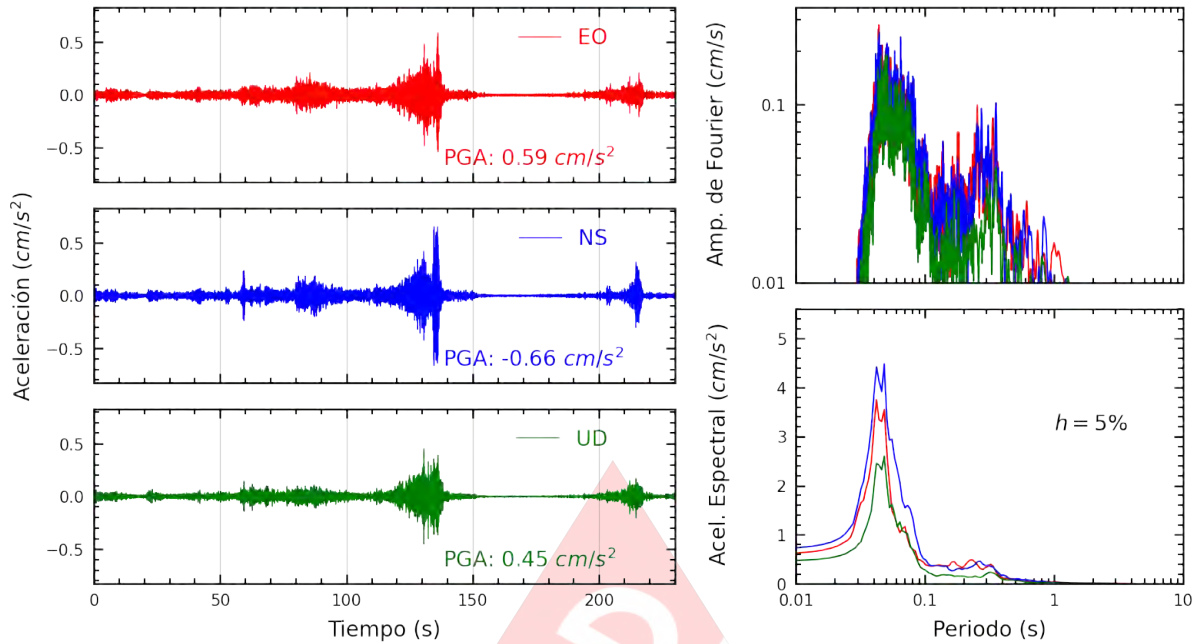 EO
0.5
0.0
−0.5
PGA: 0.59 cm/s²
NS
0.5
0.0
−0.5
PGA: -0.66 cm/s²
UD
0.5
0.0
−0.5
PGA: 0.45 cm/s²
0 50 100 150 200
Tiempo (s)
Aceleración (cm/s²)
Amp. de Fourier (cm/s)
0.1
0.01
Acel. Espectral (cm/s²)
5
4
3
2
1
0
h = 5%
0.01 0.1 1 10
Periodo (s)